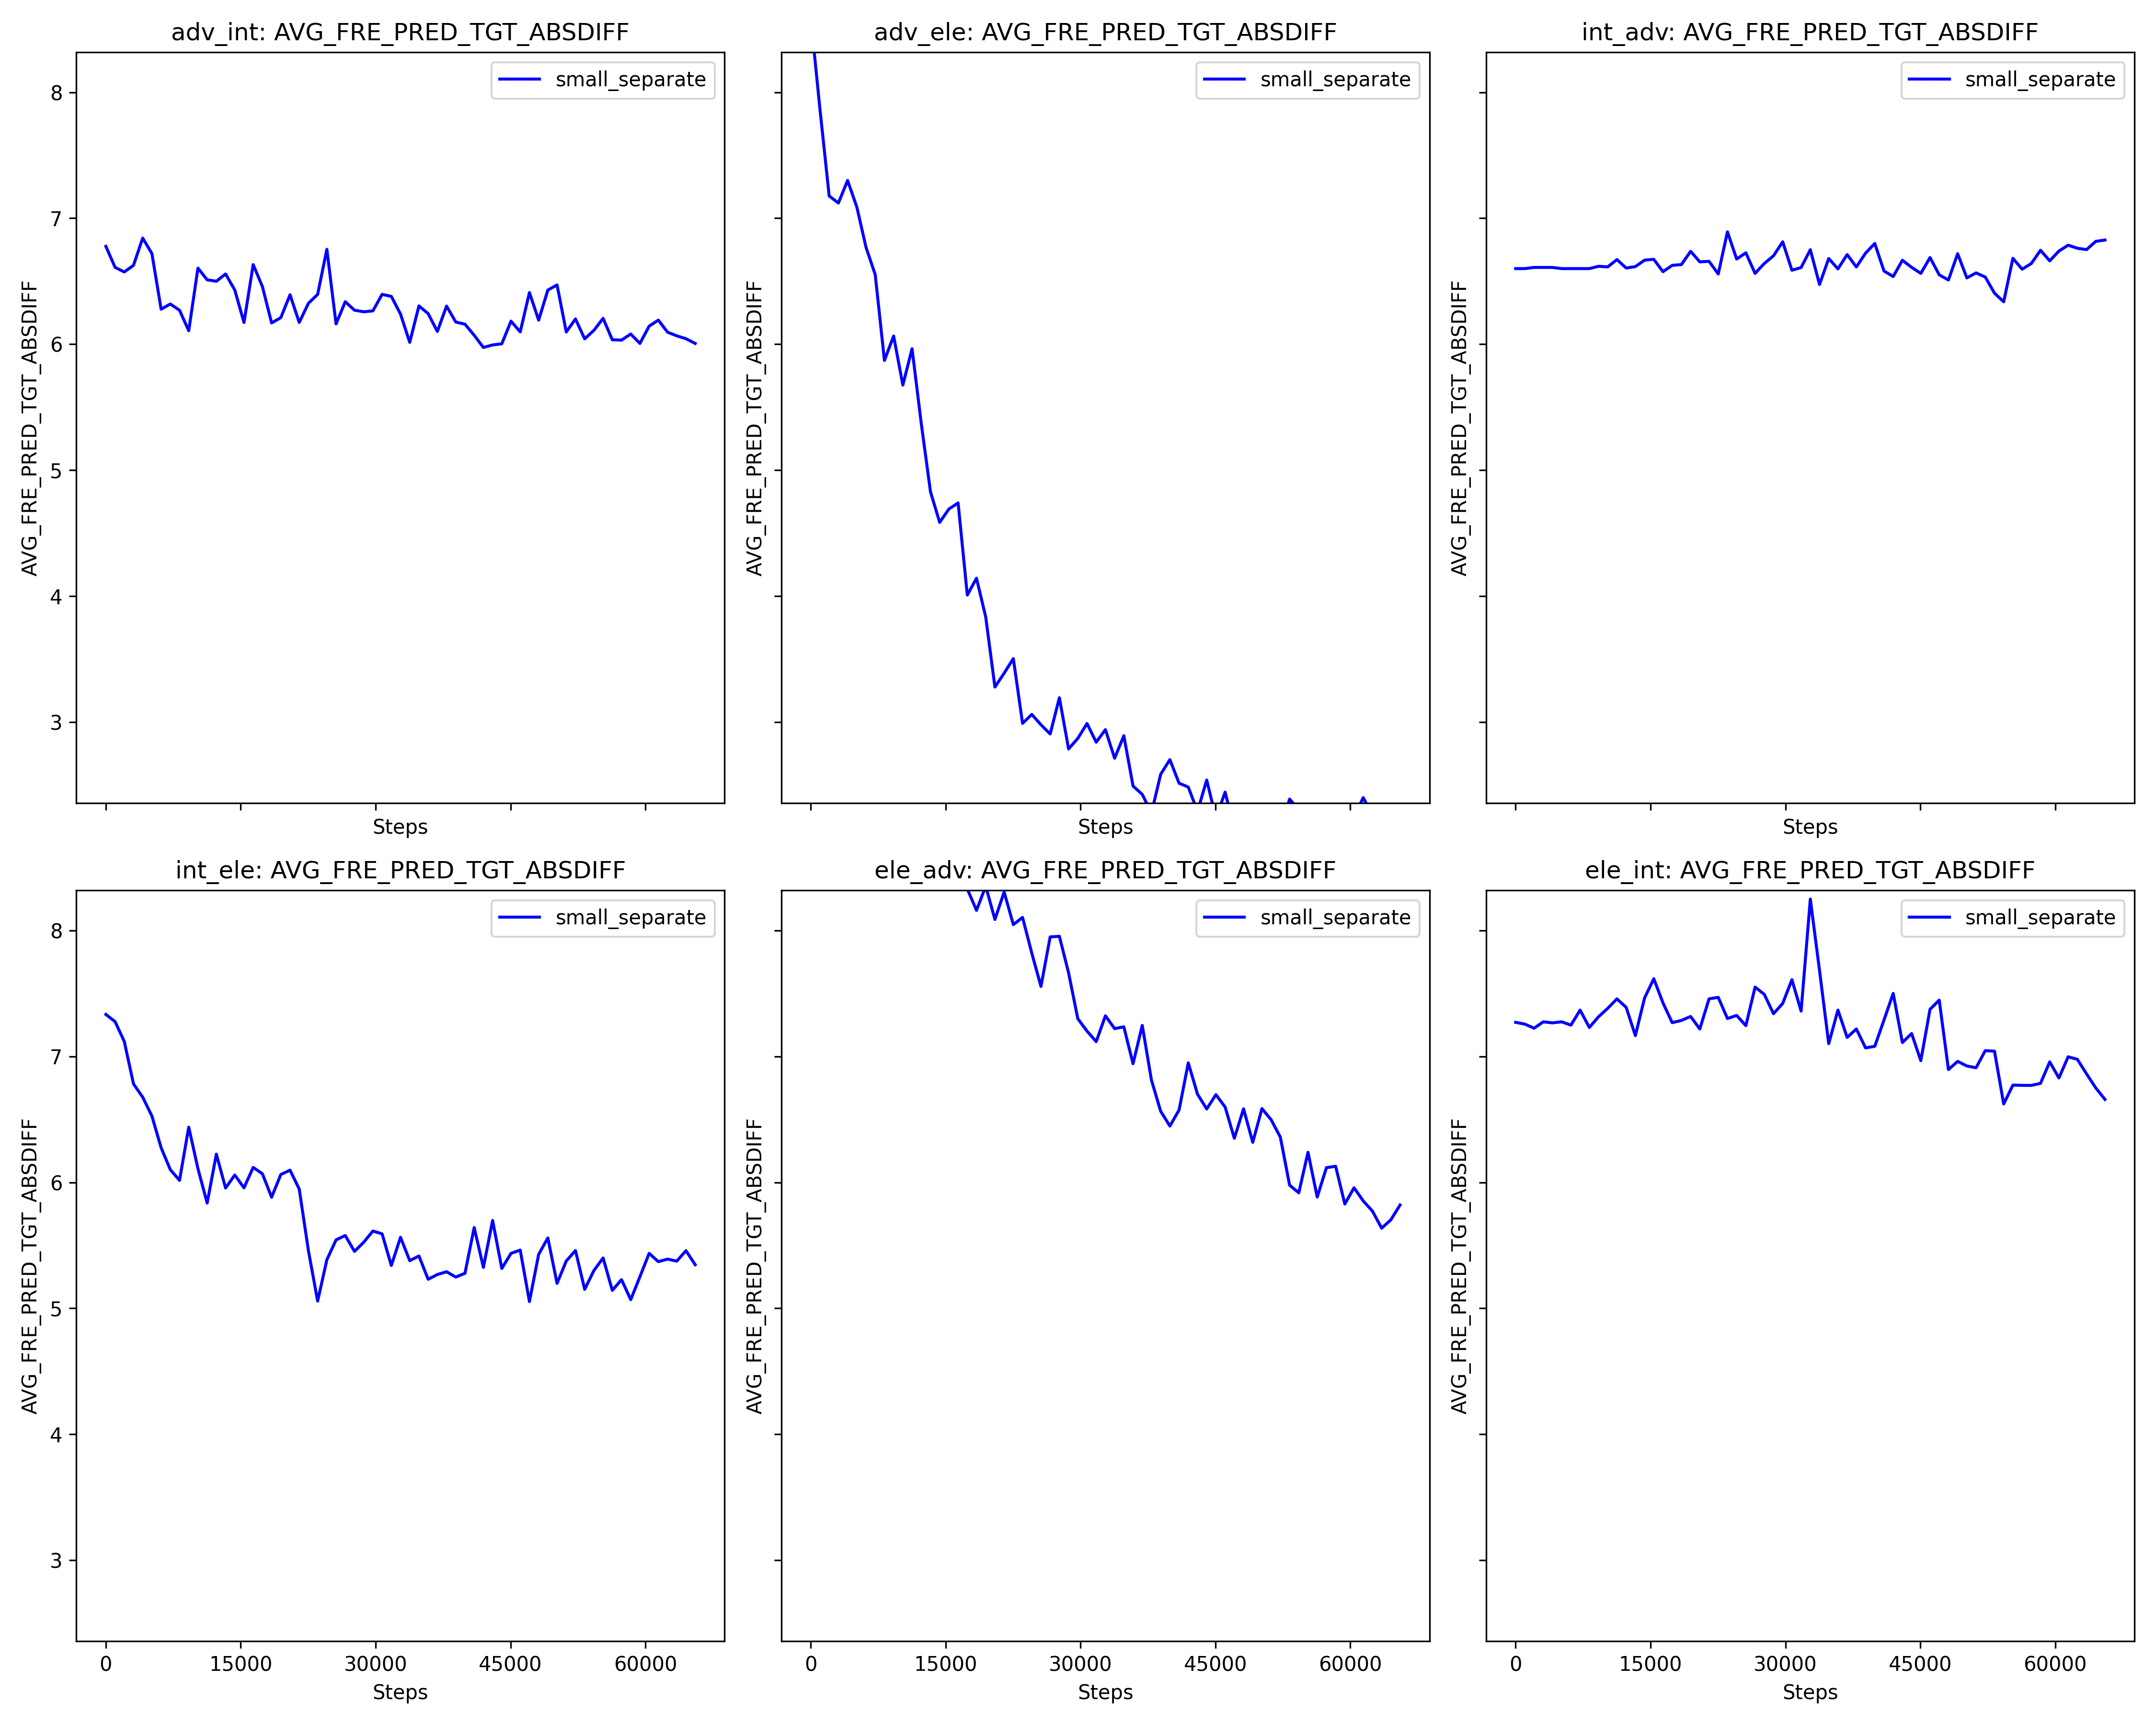 adv_int: AVG_FRE_PRED_TGT_ABSDIFF
adv_ele: AVG_FRE_PRED_TGT_ABSDIFF
int_adv: AVG_FRE_PRED_TGT_ABSDIFF
small_separate
small_separate
small_separate
8
7
6
5
4
3
AVG_FRE_PRED_TGT_ABSDIFF
AVG_FRE_PRED_TGT_ABSDIFF
AVG_FRE_PRED_TGT_ABSDIFF
Steps
Steps
Steps
int_ele: AVG_FRE_PRED_TGT_ABSDIFF
ele_adv: AVG_FRE_PRED_TGT_ABSDIFF
ele_int: AVG_FRE_PRED_TGT_ABSDIFF
small_separate
small_separate
small_separate
8
7
6
5
4
3
AVG_FRE_PRED_TGT_ABSDIFF
AVG_FRE_PRED_TGT_ABSDIFF
AVG_FRE_PRED_TGT_ABSDIFF
0 15000 30000 45000 60000
0 15000 30000 45000 60000
0 15000 30000 45000 60000
Steps
Steps
Steps